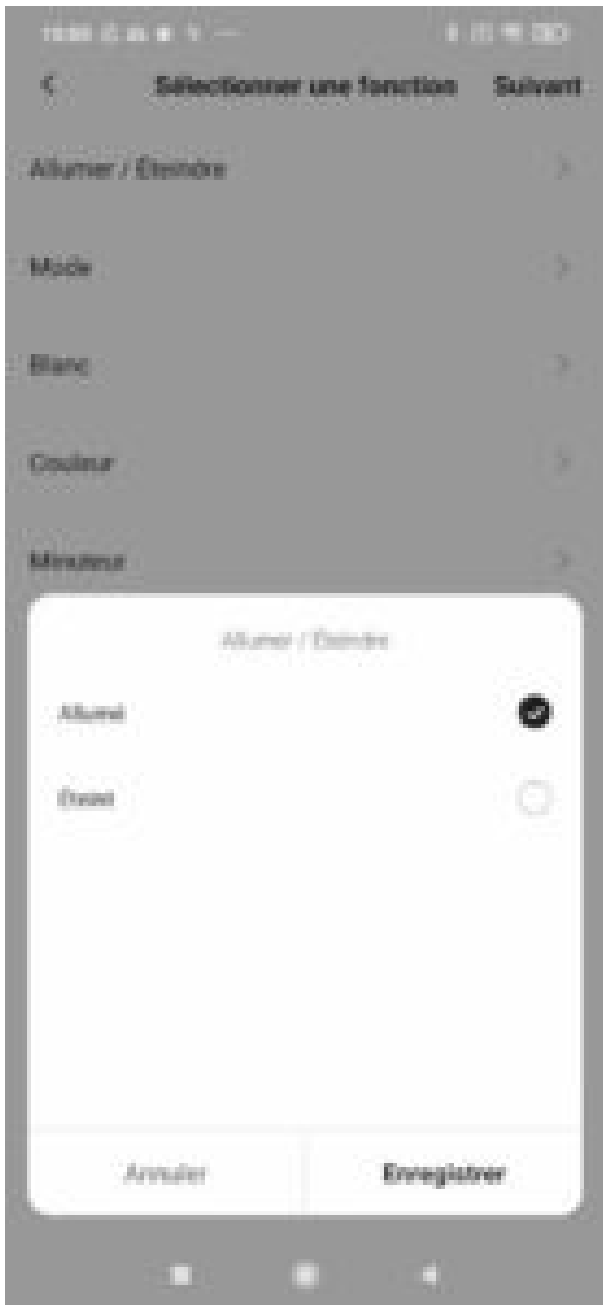 Sélectionner une fonction Suivant
Allumer / Éteindre
Mode
Blanc
Couleur
Minuteur
Allumer / Éteindre
Allumé
Éteint
Annuler Enregistrer